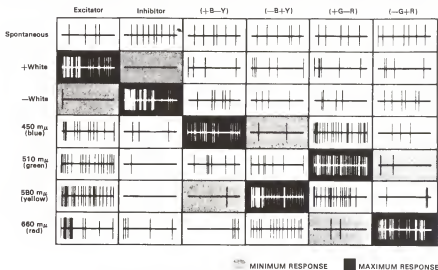 Excitator Inhibitor (+B−Y) (−B+Y) (+G−R) (−G+R)
Spontaneous
+White
−White
450 mμ
(blue)
510 mμ
(green)
580 mμ
(yellow)
660 mμ
(red)
MINIMUM RESPONSE MAXIMUM RESPONSE